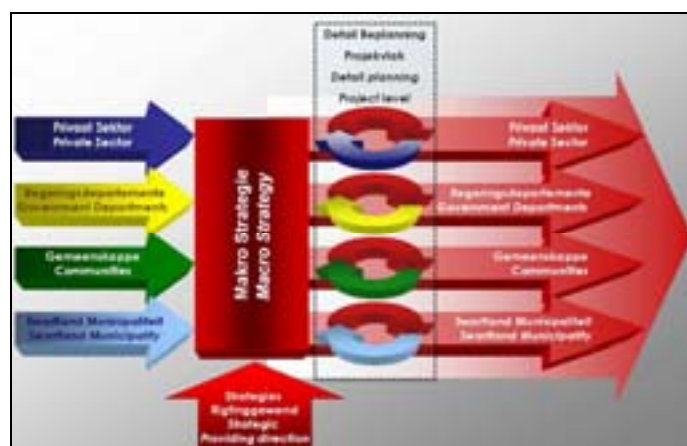 Detail Beplanning
Projekvlak
Detail planning
Project level
Privaat Sektor
Private Sector
Regeringsdepartemente
Government Departments
Gemeenskappe
Communities
Swartland Munisipaliteit
Swartland Municipality
Makro Strategie
Macro Strategy
Privaat Sektor
Private Sector
Regeringsdepartemente
Government Departments
Gemeenskappe
Communities
Swartland Munisipaliteit
Swartland Municipality
Strategies
Rigtinggewend
Strategic
Providing direction